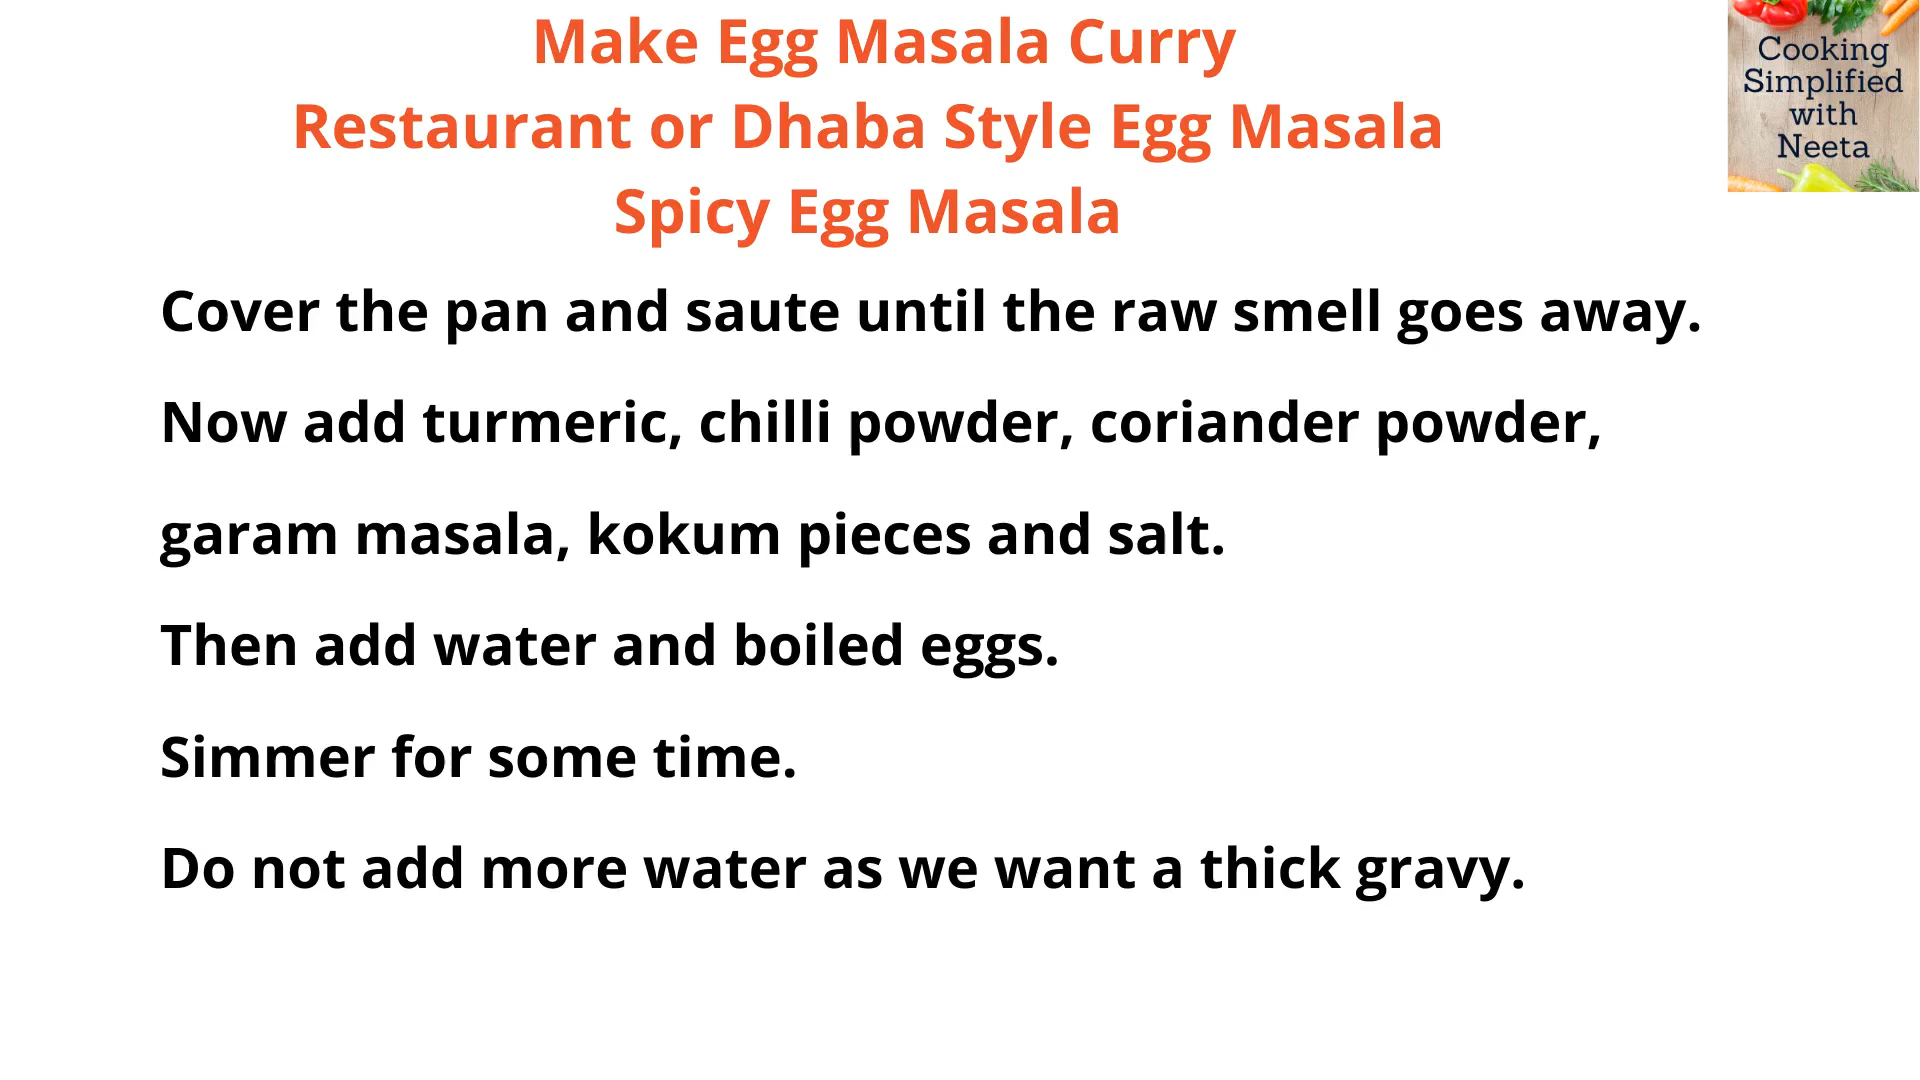 Make Egg Masala Curry
Restaurant or Dhaba Style Egg Masala
Spicy Egg Masala
Cooking
Simplified
with
Neeta
Cover the pan and saute until the raw smell goes away.
Now add turmeric, chilli powder, coriander powder,
garam masala, kokum pieces and salt.
Then add water and boiled eggs.
Simmer for some time.
Do not add more water as we want a thick gravy.